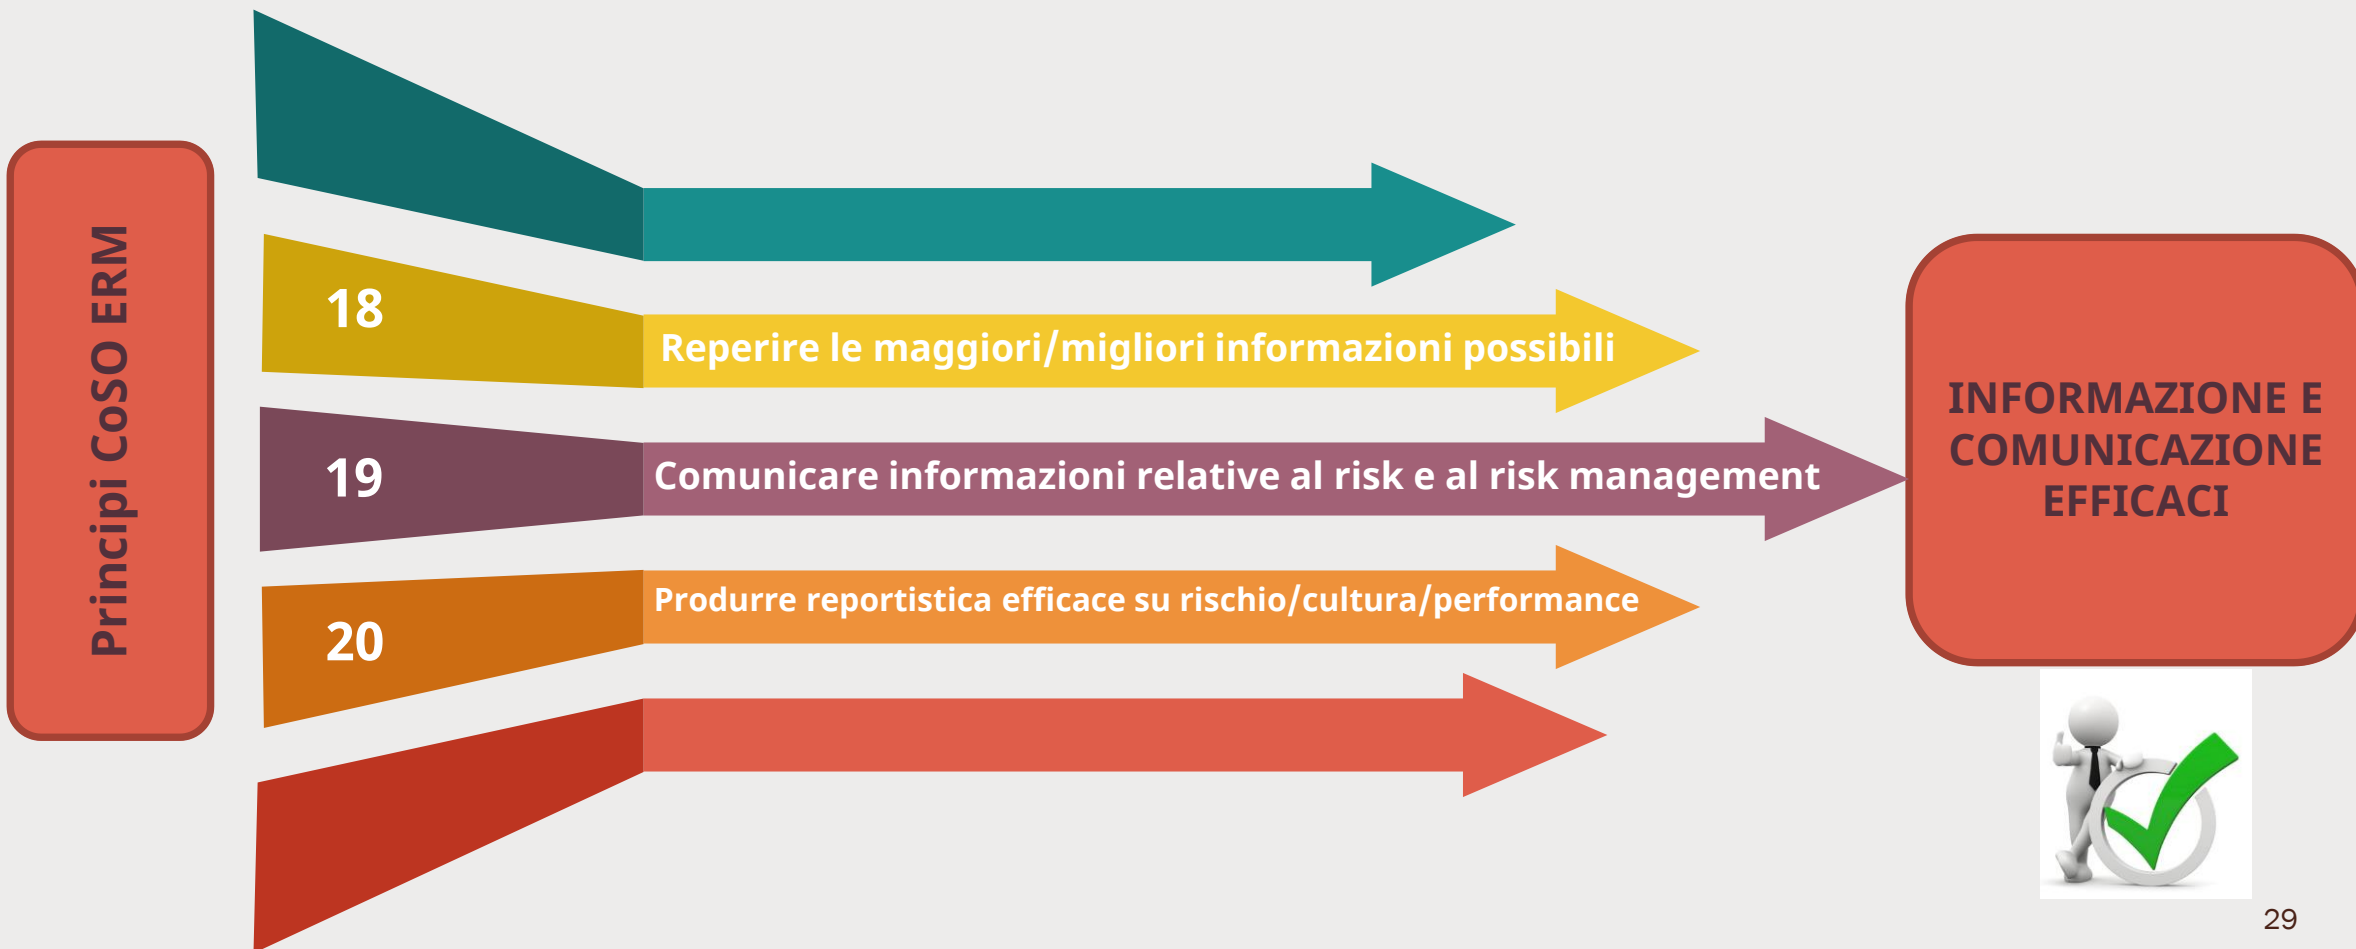 Principi CoSO ERM
18
Reperire le maggiori/migliori informazioni possibili
19
Comunicare informazioni relative al risk e al risk management
20
Produrre reportistica efficace su rischio/cultura/performance
INFORMAZIONE E
COMUNICAZIONE
EFFICACI
29